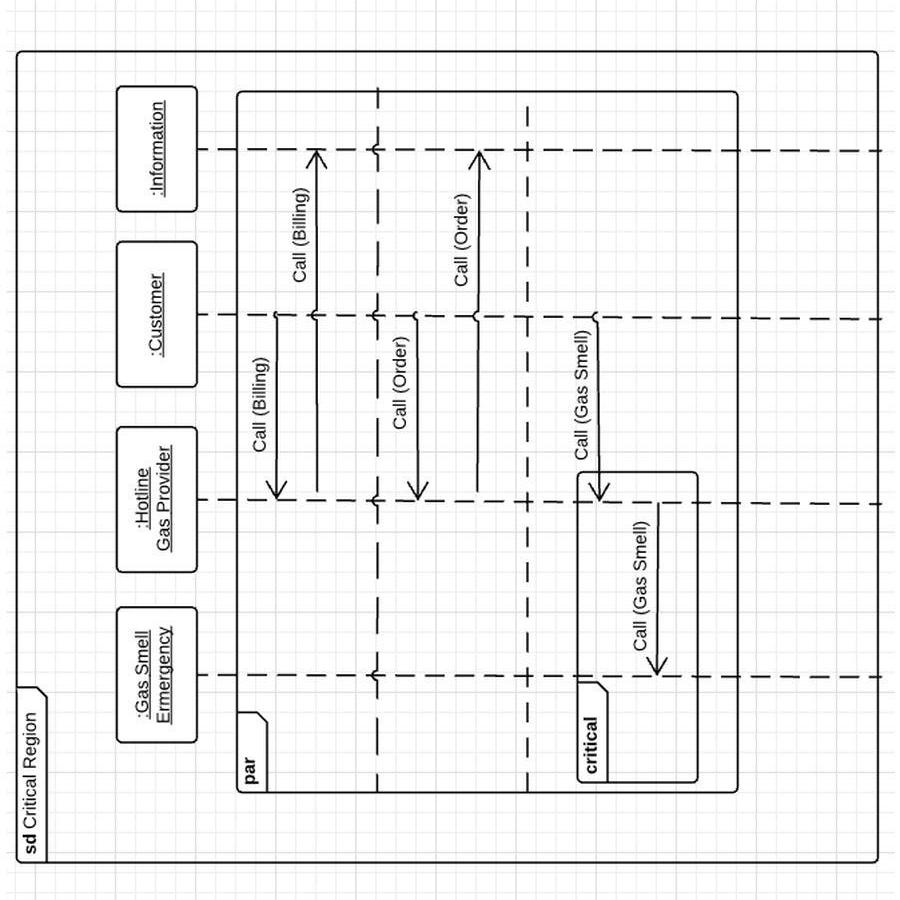 sd Critical Region
:Gas Smell
Ermergency
:Hotline
Gas Provider
:Customer
:Information
par
Call (Billing)
Call (Billing)
Call (Order)
Call (Order)
Call (Gas Smell)
critical
Call (Gas Smell)